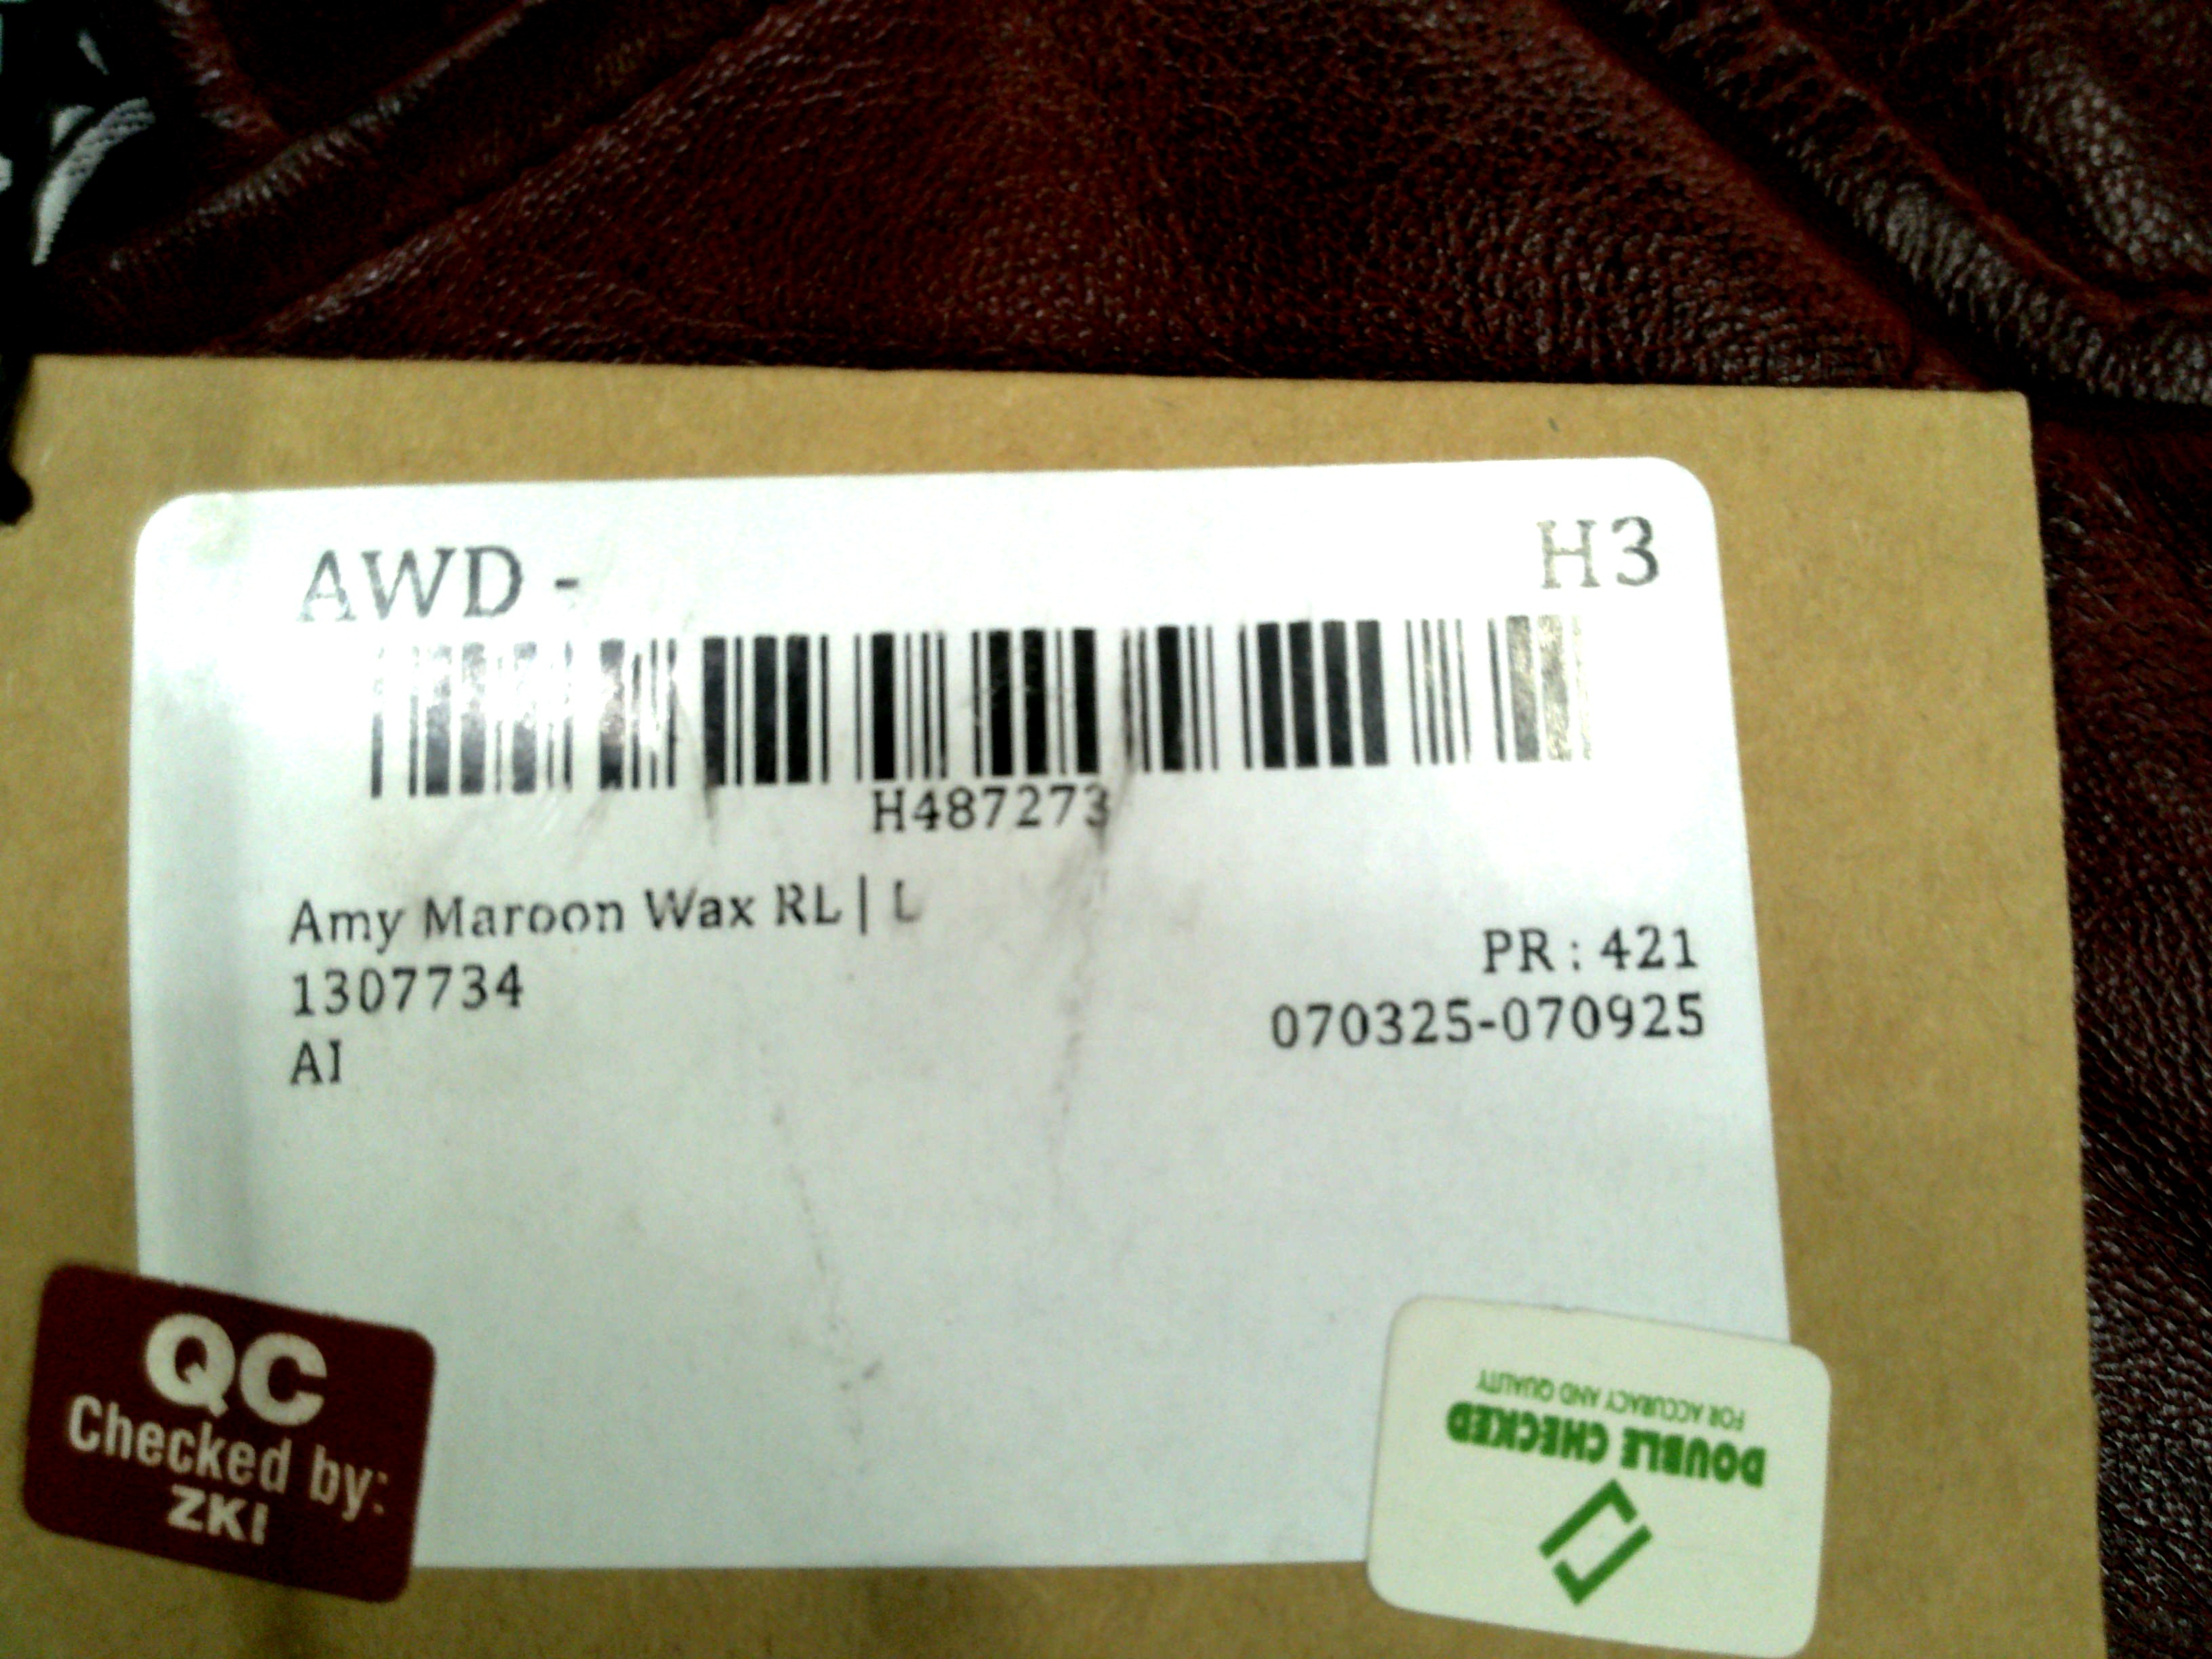 AWD - H3
H487273
Amy Maroon Wax RL | L
1307734
AI
PR : 421
070325-070925
QC
Checked by:
ZKI
DOUBLE CHECKED
FOR ACCURACY AND QUALITY